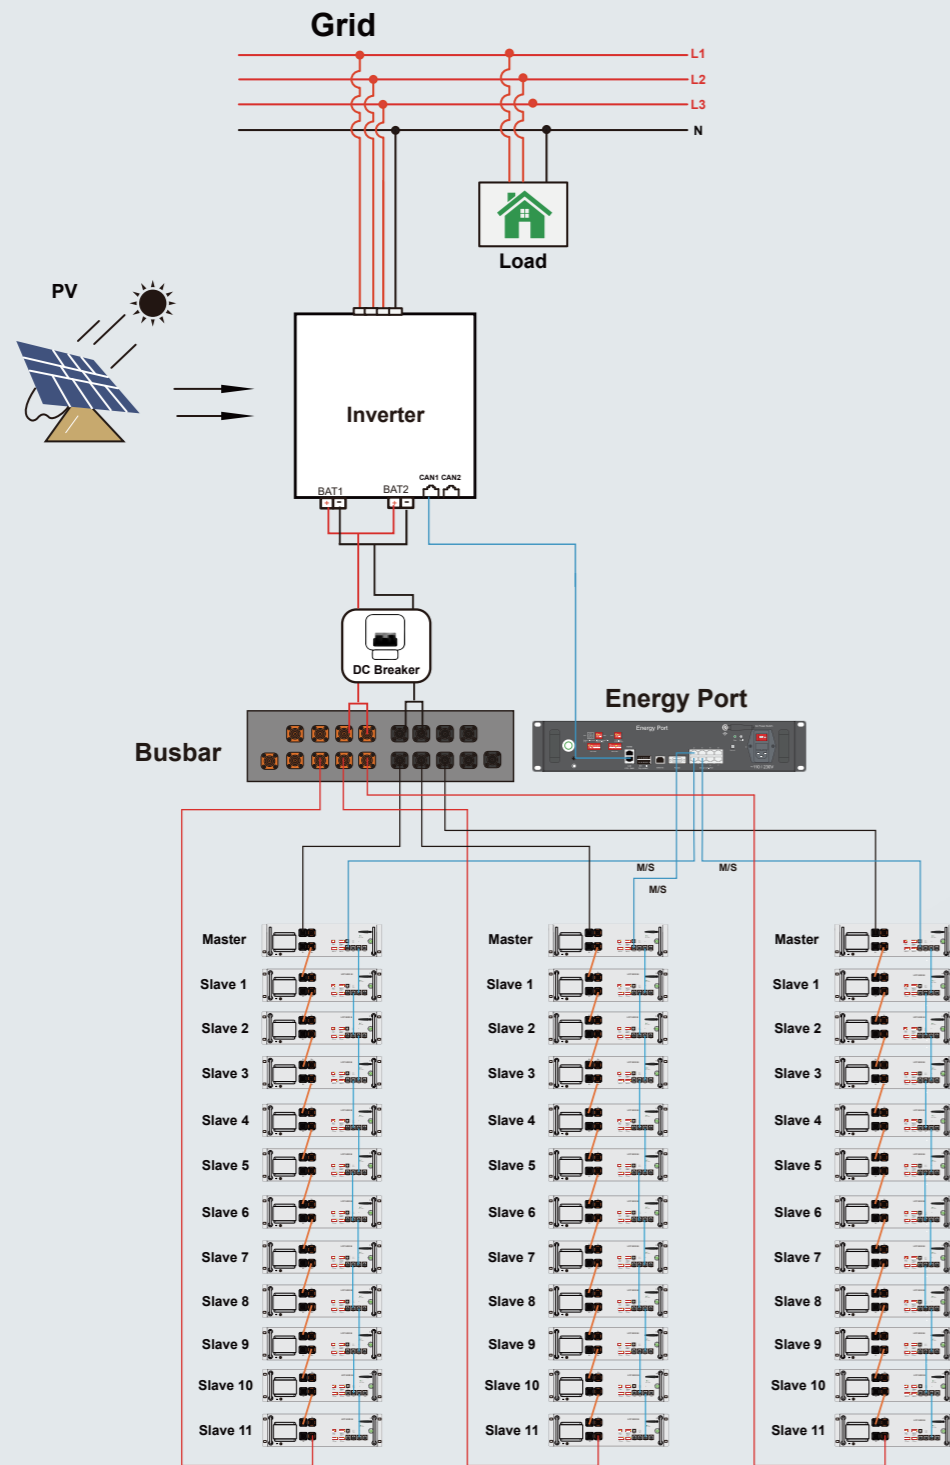 Grid
L1
L2
L3
N
Load
PV
Inverter
CAN1 CAN2
BAT1
BAT2
+ −
+ −
DC Breaker
Energy Port
Busbar
Energy Port
~110 / 230V
M/S
M/S
M/S
Master
Master
Master
Slave 1
Slave 1
Slave 1
Slave 2
Slave 2
Slave 2
Slave 3
Slave 3
Slave 3
Slave 4
Slave 4
Slave 4
Slave 5
Slave 5
Slave 5
Slave 6
Slave 6
Slave 6
Slave 7
Slave 7
Slave 7
Slave 8
Slave 8
Slave 8
Slave 9
Slave 9
Slave 9
Slave 10
Slave 10
Slave 10
Slave 11
Slave 11
Slave 11